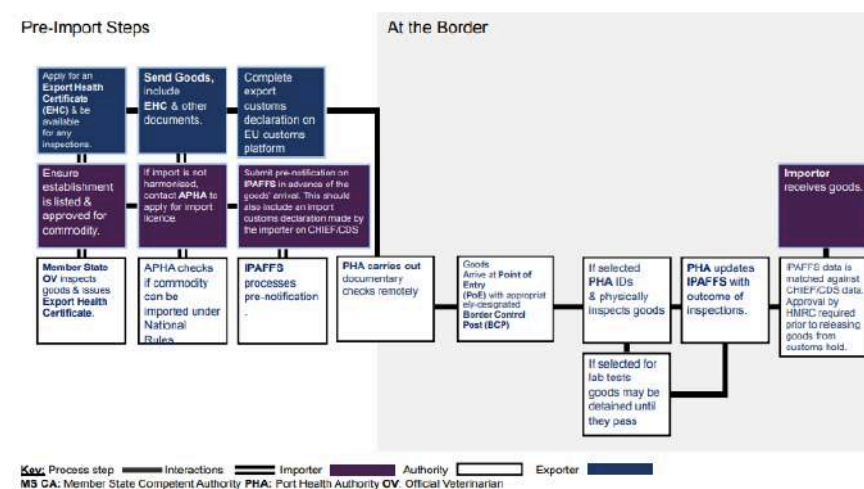 Pre-Import Steps
At the Border
Apply for an
Export Health
Certificate
(EHC) & be
available
for any
inspections.
Send Goods,
include
EHC & other
documents.
Complete
export
customs
declaration on
EU customs
platform
Ensure
establishment
is listed &
approved for
commodity.
If import is not
harmonised,
contact APHA to
apply for import
licence.
Submit pre-notification on
IPAFFS in advance of the
goods' arrival. This should
also include an import
customs declaration made by
the importer on CHIEF/CDS
Importer
receives goods.
Member State
OV inspects
goods & issues
Export Health
Certificate.
APHA checks
if commodity
can be
imported under
National
Rules
IPAFFS
processes
pre-notification
.
PHA carries out
documentary
checks remotely
Goods
Arrive at Point of
Entry
(PoE) with appropriat
ely-designated
Border Control
Post (BCP)
If selected
PHA IDs
& physically
inspects goods
PHA updates
IPAFFS with
outcome of
inspections.
IPAFFS data is
matched against
CHIEF/CDS data.
Approval by
HMRC required
prior to releasing
goods from
customs hold.
If selected for
lab tests
goods may be
detained until
they pass
Key: Process step Interactions Importer Authority Exporter
MS CA: Member State Competent Authority PHA: Port Health Authority OV: Official Veterinarian